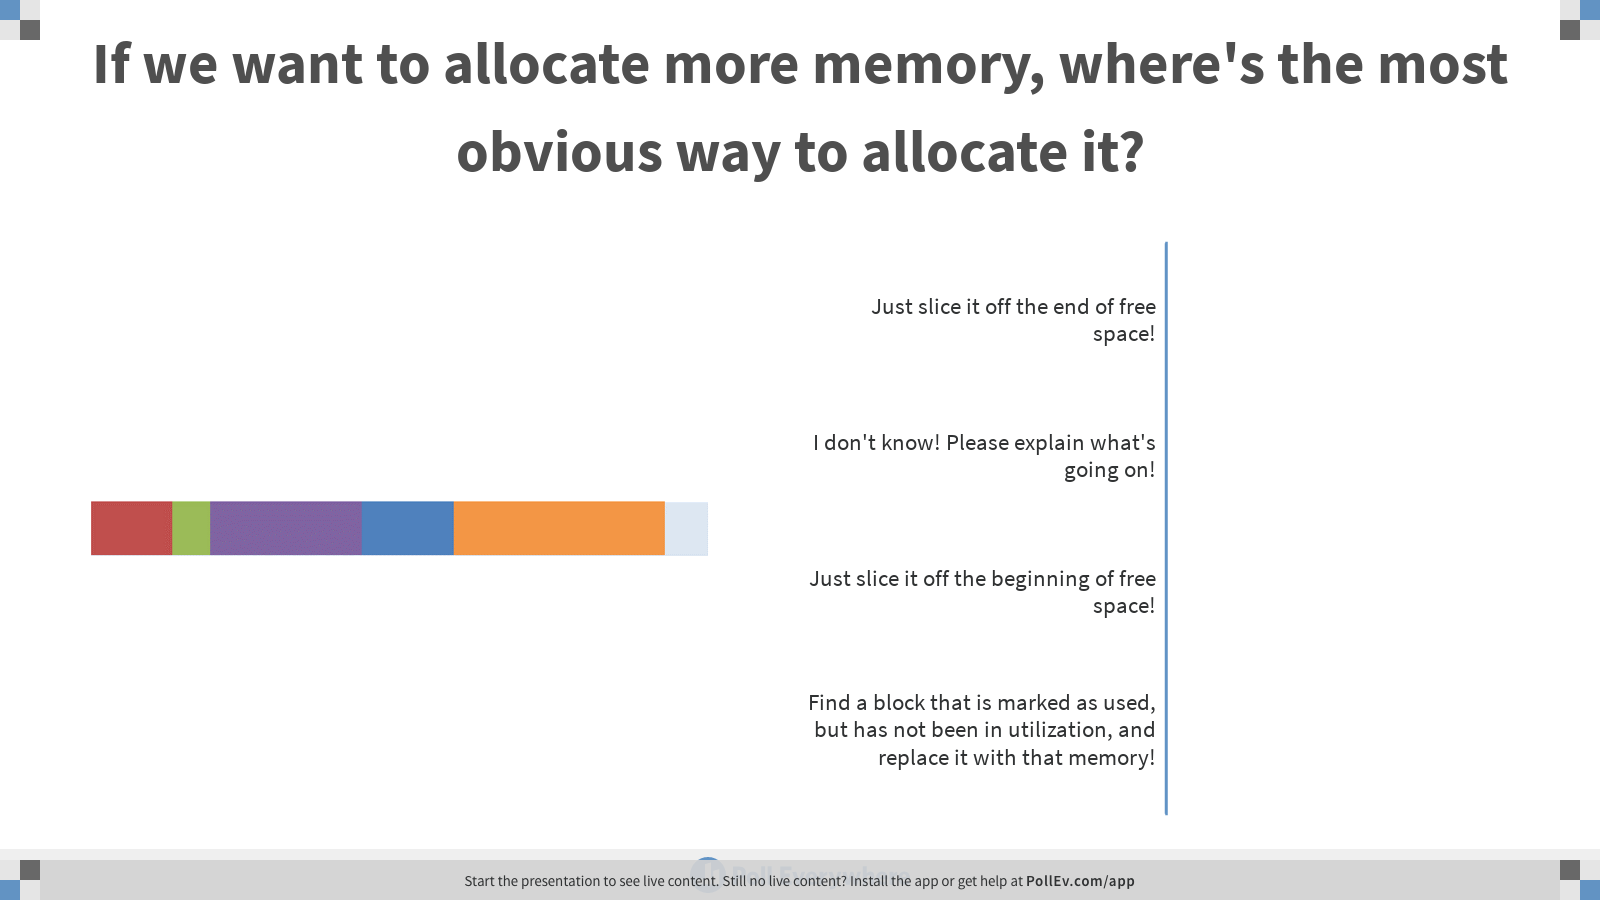 If we want to allocate more memory, where's the most
obvious way to allocate it?
Just slice it off the end of free
space!
I don't know! Please explain what's
going on!
Just slice it off the beginning of free
space!
Find a block that is marked as used,
but has not been in utilization, and
replace it with that memory!
Start the presentation to see live content. Still no live content? Install the app or get help at PollEv.com/app